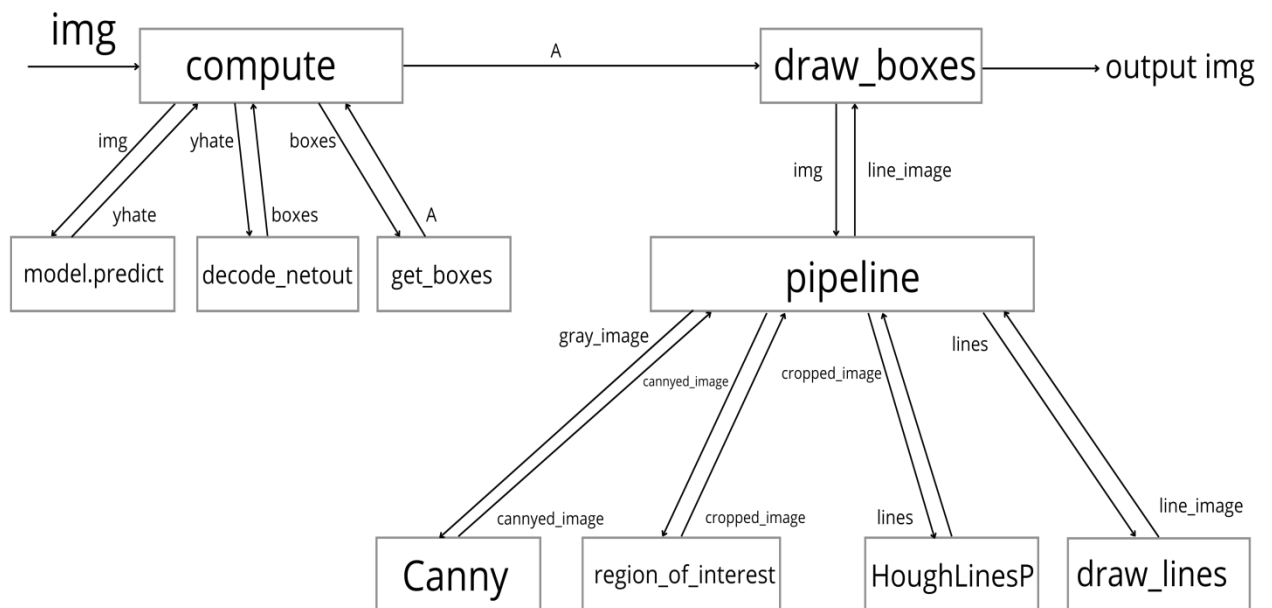 img
compute
A
draw_boxes
output img
img
yhate
boxes
yhate
boxes
A
img
line_image
model.predict
decode_netout
get_boxes
pipeline
gray_image
cannyed_image
cropped_image
lines
cannyed_image
cropped_image
lines
line_image
Canny
region_of_interest
HoughLinesP
draw_lines